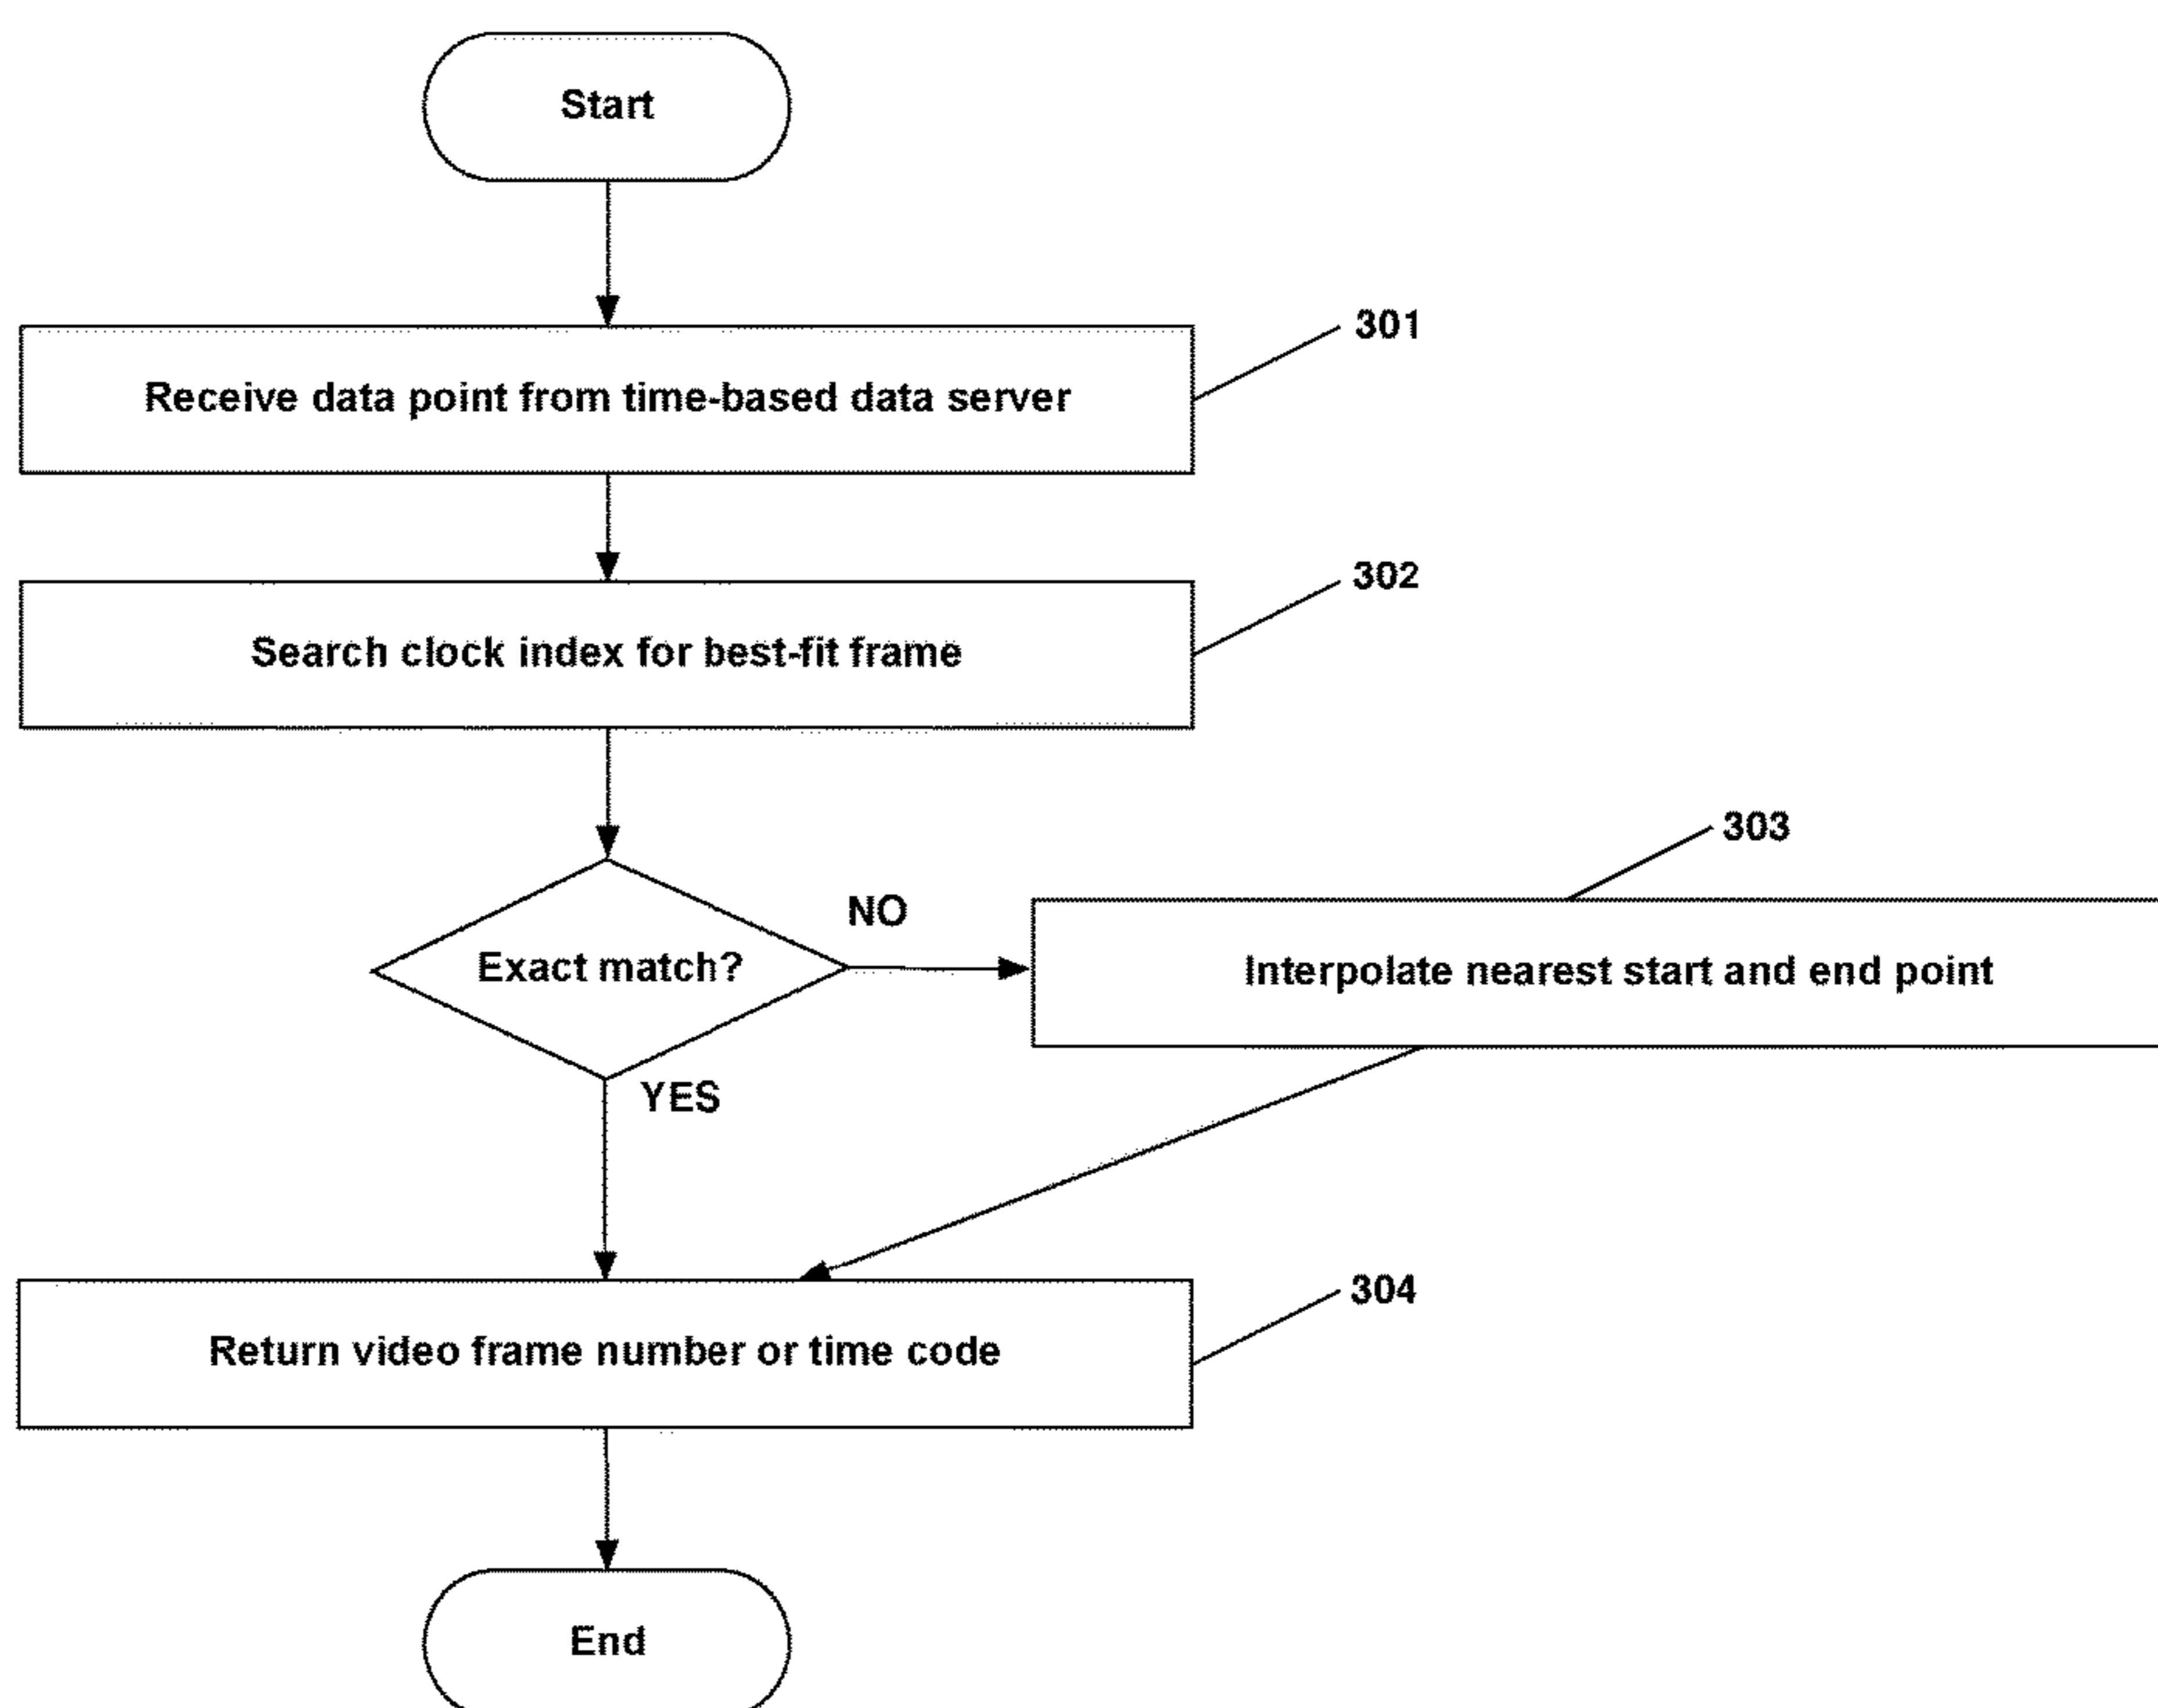 Start
301
Receive data point from time-based data server
302
Search clock index for best-fit frame
303
NO
Exact match?
Interpolate nearest start and end point
YES
304
Return video frame number or time code
End